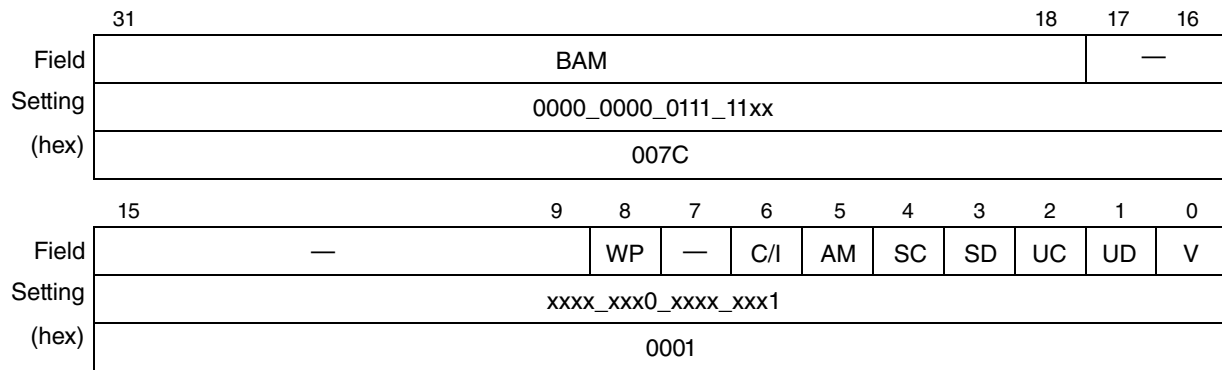 31 18 17 16
Field BAM —
Setting 0000_0000_0111_11xx
(hex) 007C
15 9 8 7 6 5 4 3 2 1 0
Field — WP — C/I AM SC SD UC UD V
Setting xxxx_xxx0_xxxx_xxx1
(hex) 0001